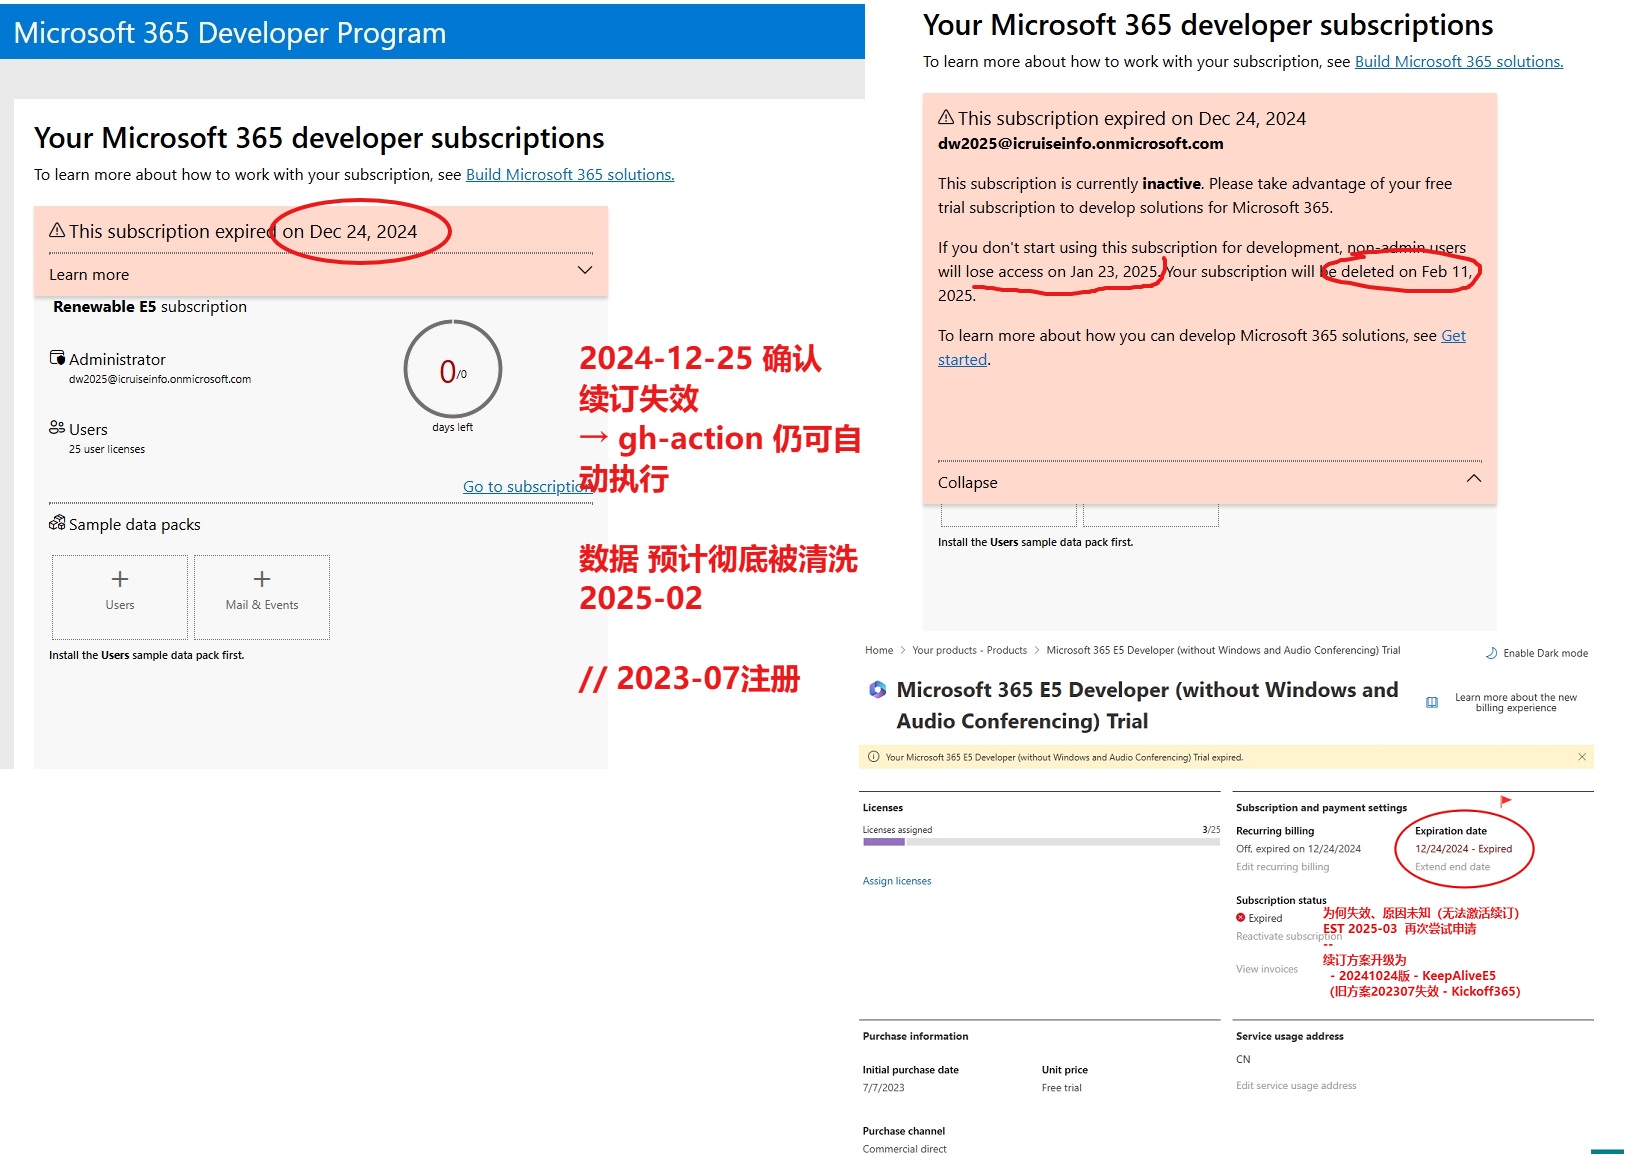 Microsoft 365 Developer Program
Your Microsoft 365 developer subscriptions
To learn more about how to work with your subscription, see Build Microsoft 365 solutions.
This subscription expired on Dec 24, 2024
Learn more
Renewable E5 subscription
Administrator
dw2025@icruiseinfo.onmicrosoft.com
0/0
days left
Users
25 user licenses
Go to subscription
Sample data packs
Users
Mail & Events
Install the Users sample data pack first.
2024-12-25 确认
续订失效
→ gh-action 仍可自
动执行
数据 预计彻底被清洗
2025-02
// 2023-07注册
Your Microsoft 365 developer subscriptions
To learn more about how to work with your subscription, see Build Microsoft 365 solutions.
This subscription expired on Dec 24, 2024
dw2025@icruiseinfo.onmicrosoft.com
This subscription is currently inactive. Please take advantage of your free
trial subscription to develop solutions for Microsoft 365.
If you don't start using this subscription for development, non-admin users
will lose access on Jan 23, 2025. Your subscription will be deleted on Feb 11,
2025.
To learn more about how you can develop Microsoft 365 solutions, see Get
started.
Collapse
Install the Users sample data pack first.
Home > Your products - Products > Microsoft 365 E5 Developer (without Windows and Audio Conferencing) Trial
Enable Dark mode
Microsoft 365 E5 Developer (without Windows and
Audio Conferencing) Trial
Learn more about the new
billing experience
Your Microsoft 365 E5 Developer (without Windows and Audio Conferencing) Trial expired.
Licenses
Licenses assigned
3/25
Assign licenses
Subscription and payment settings
Recurring billing
Off, expired on 12/24/2024
Edit recurring billing
Expiration date
12/24/2024 - Expired
Extend end date
Subscription status
Expired
Reactivate subscription
View invoices
为何失效、原因未知（无法激活续订）
EST 2025-03 再次尝试申请
--
续订方案升级为
- 20241024版 - KeepAliveE5
（旧方案202307失效 - Kickoff365）
Purchase information
Initial purchase date
7/7/2023
Unit price
Free trial
Purchase channel
Commercial direct
Service usage address
CN
Edit service usage address